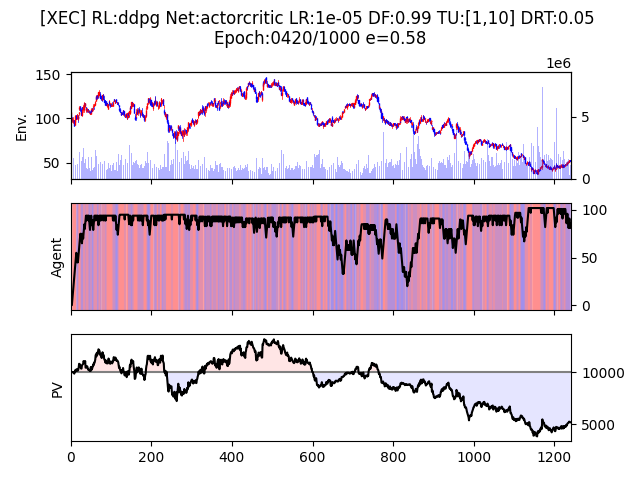 [XEC] RL:ddpg Net:actorcritic LR:1e-05 DF:0.99 TU:[1,10] DRT:0.05
Epoch:0420/1000 e=0.58
1e6
150
100
50
Env.
5
0
Agent
100
50
0
PV
10000
5000
0
200
400
600
800
1000
1200